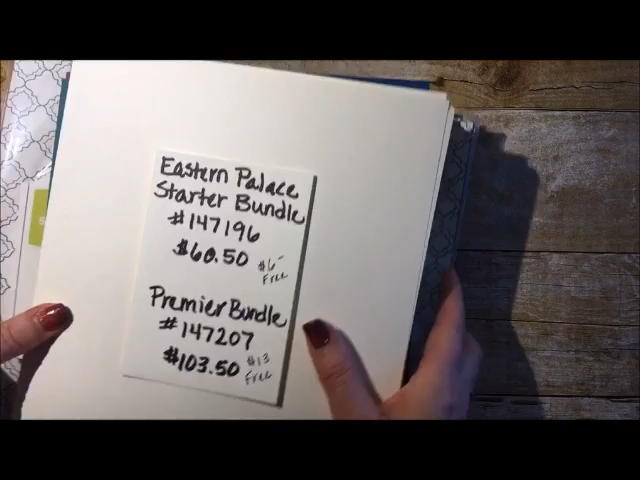 Eastern Palace
Starter Bundle
#147196
$60.50
$6-
Free
Premier Bundle
#147207
$103.50
$13
Free